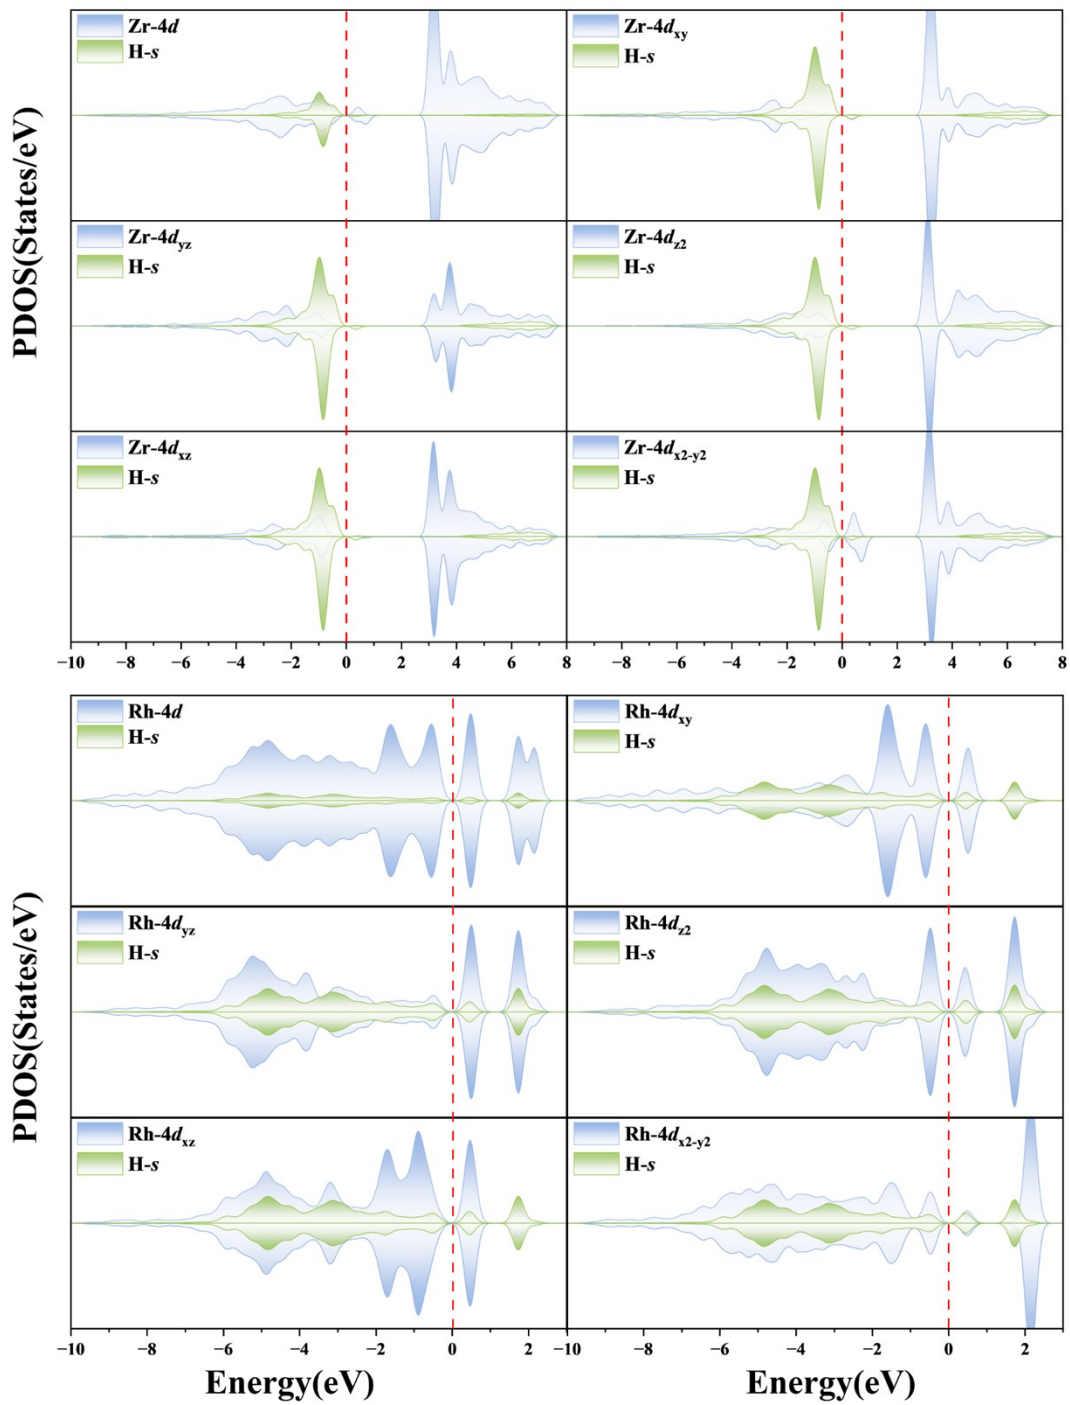 Zr-4d
H-s
Zr-4dxy
H-s
Zr-4dyz
H-s
Zr-4dz2
H-s
Zr-4dxz
H-s
Zr-4dx2-y2
H-s
PDOS(States/eV)
−10 −8 −6 −4 −2 0 2 4 6 8 −8 −6 −4 −2 0 2 4 6 8
Rh-4d
H-s
Rh-4dxy
H-s
Rh-4dyz
H-s
Rh-4dz2
H-s
Rh-4dxz
H-s
Rh-4dx2-y2
H-s
PDOS(States/eV)
−10 −8 −6 −4 −2 0 2 −10 −8 −6 −4 −2 0 2
Energy(eV) Energy(eV)